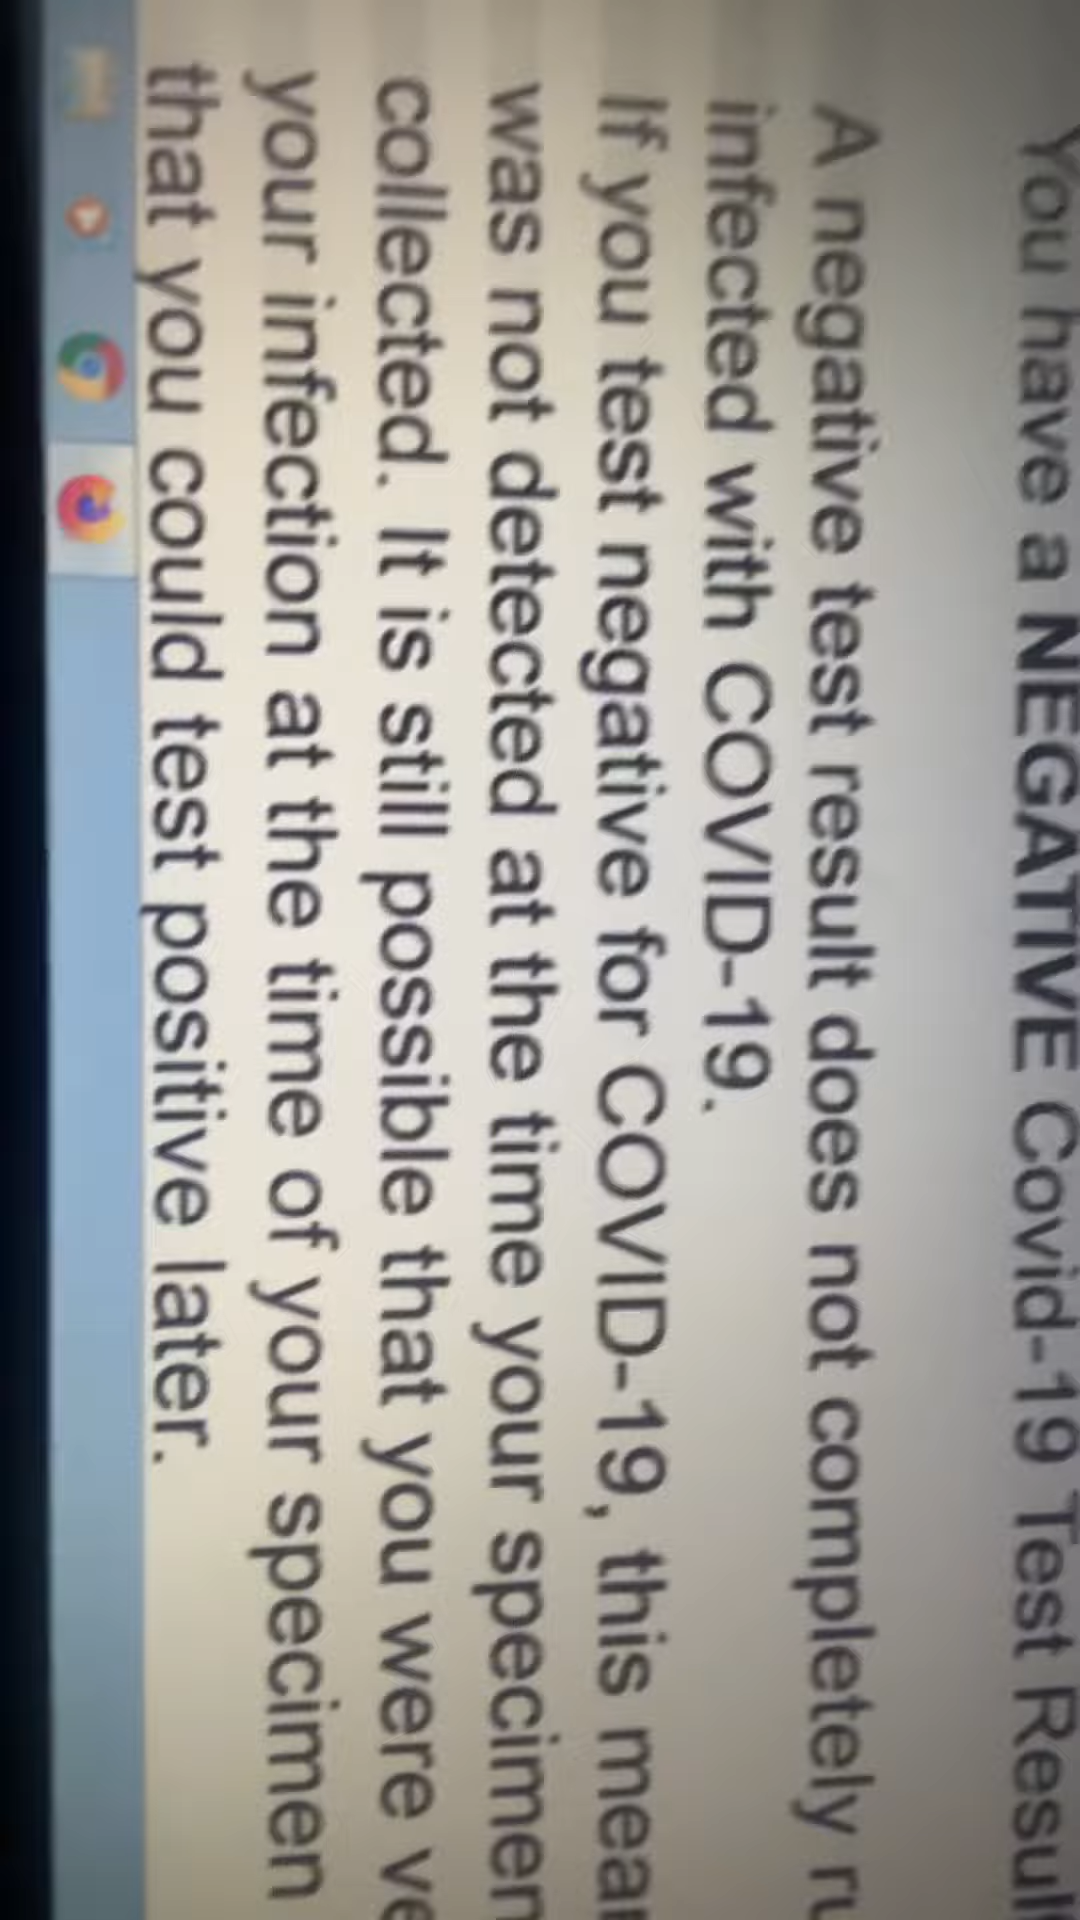 You have a NEGATIVE Covid-19 Test Result
A negative test result does not completely
infected with COVID-19.
If you test negative for COVID-19, this
was not detected at the time your specimen
collected. It is still possible that you were
your infection at the time of your specimen
that you could test positive later.